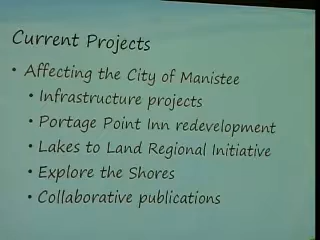 Current Projects
• Affecting the City of Manistee
• Infrastructure projects
• Portage Point Inn redevelopment
• Lakes to Land Regional Initiative
• Explore the Shores
• Collaborative publications